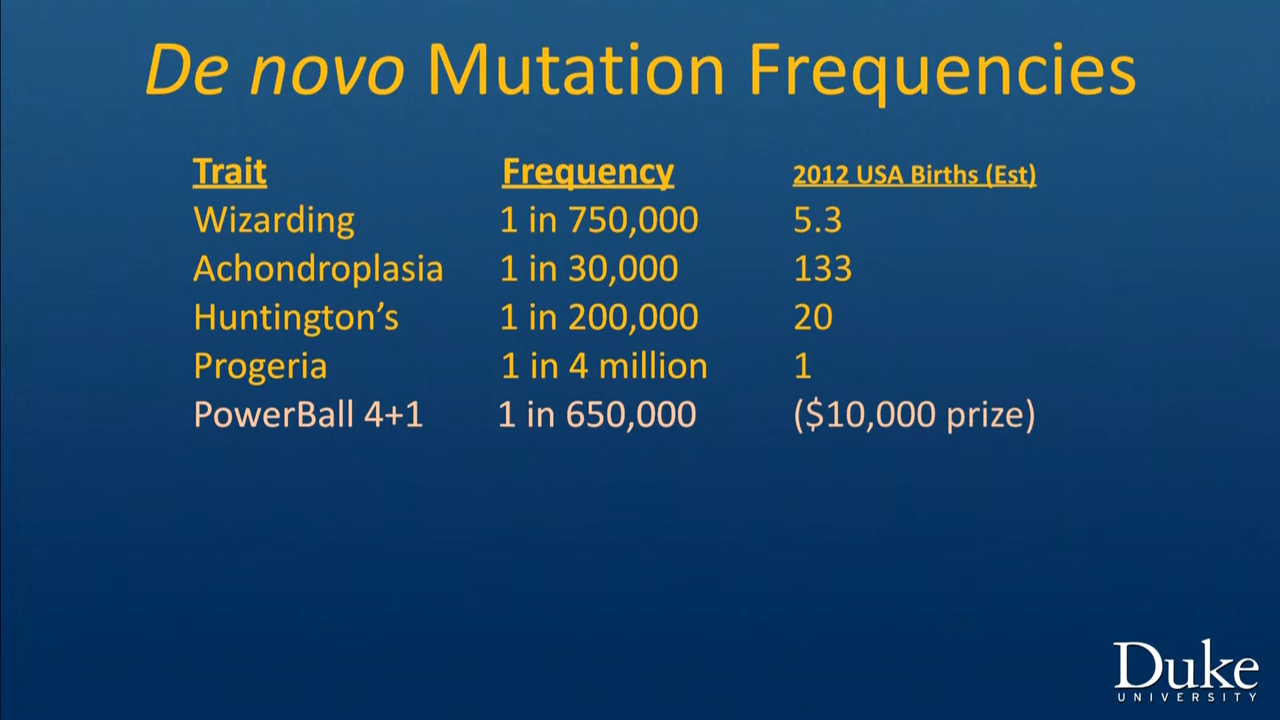 De novo Mutation Frequencies
Trait Frequency 2012 USA Births (Est)
Wizarding 1 in 750,000 5.3
Achondroplasia 1 in 30,000 133
Huntington’s 1 in 200,000 20
Progeria 1 in 4 million 1
PowerBall 4+1 1 in 650,000 ($10,000 prize)
Duke
UNIVERSITY